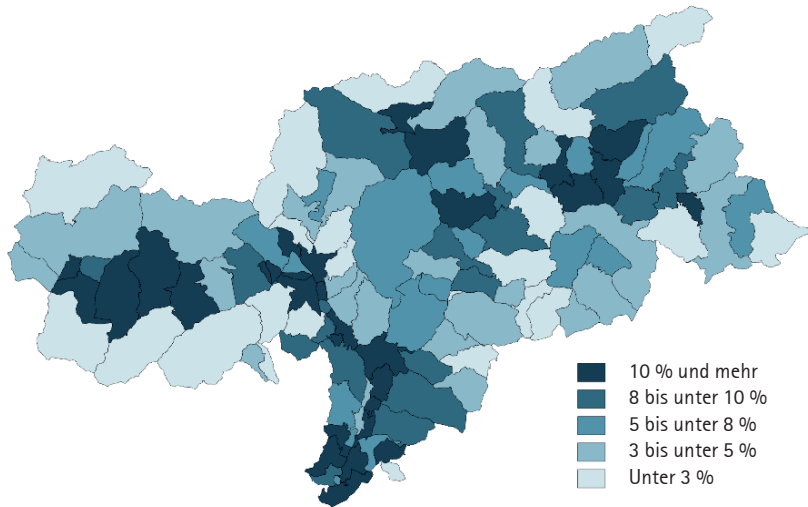 10 % und mehr
8 bis unter 10 %
5 bis unter 8 %
3 bis unter 5 %
Unter 3 %